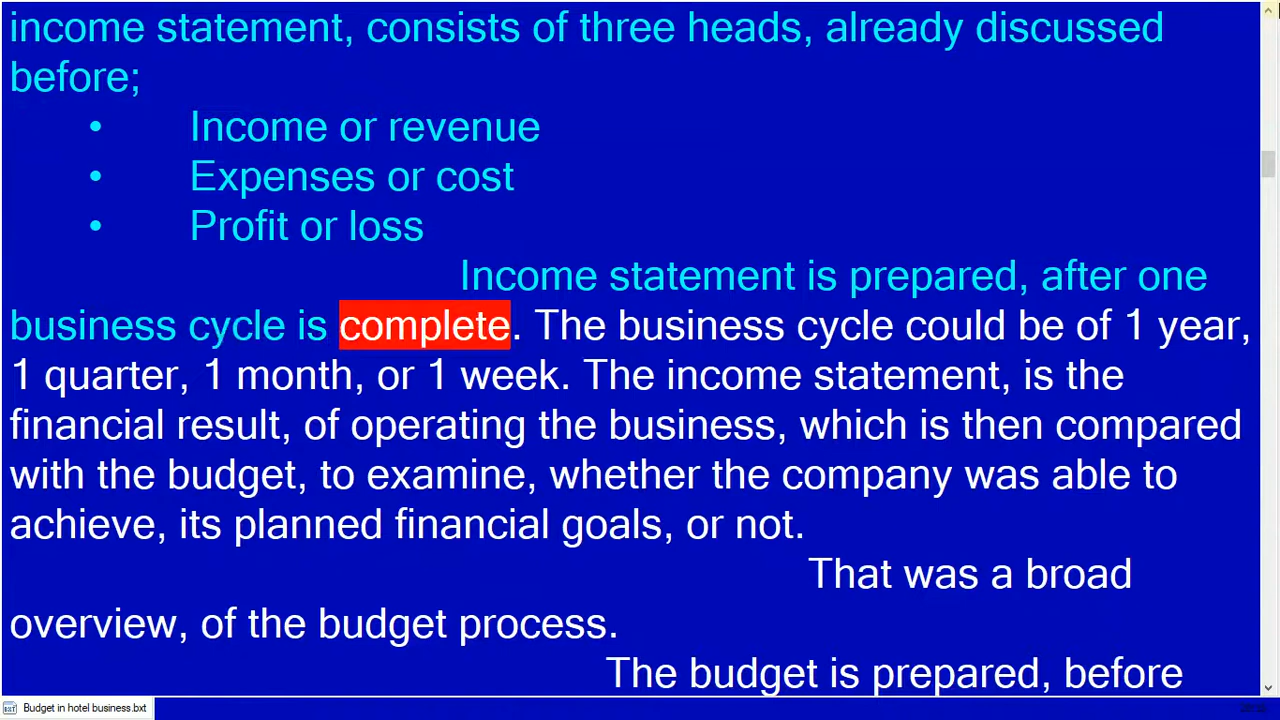 income statement, consists of three heads, already discussed
before;
• Income or revenue
• Expenses or cost
• Profit or loss
Income statement is prepared, after one
business cycle is complete. The business cycle could be of 1 year,
1 quarter, 1 month, or 1 week. The income statement, is the
financial result, of operating the business, which is then compared
with the budget, to examine, whether the company was able to
achieve, its planned financial goals, or not.
That was a broad
overview, of the budget process.
The budget is prepared, before
Budget in hotel business.bxt